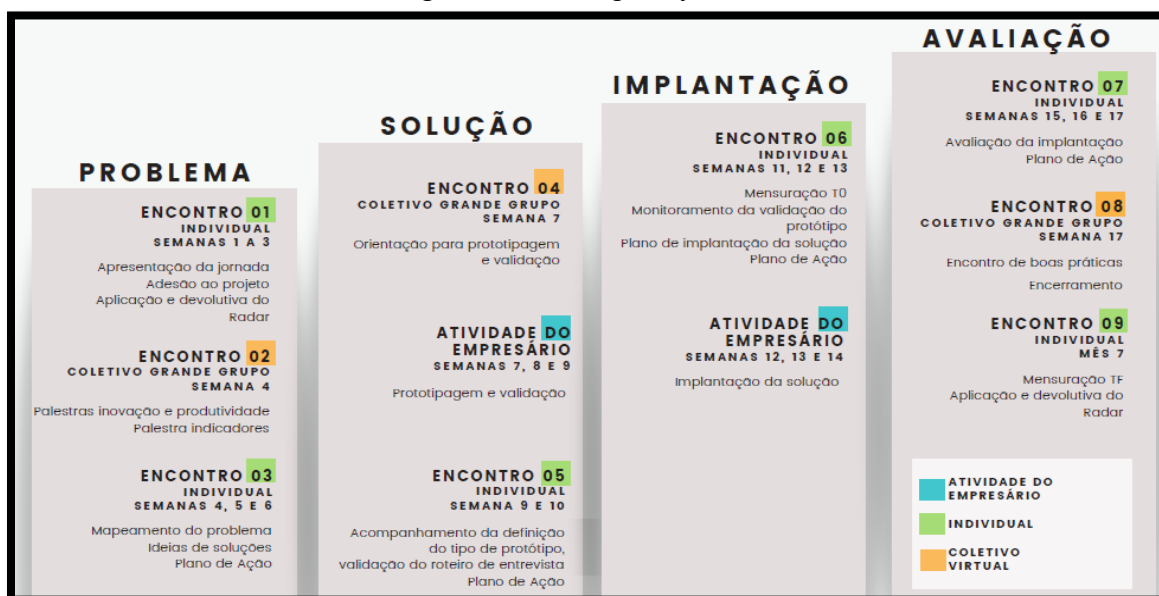 PROBLEMA
ENCONTRO 01
INDIVIDUAL
SEMANAS 1 A 3
Apresentação da jornada
Adesão ao projeto
Aplicação e devolutiva do
Radar
ENCONTRO 02
COLETIVO GRANDE GRUPO
SEMANA 4
Palestras inovação e produtividade
Palestra indicadores
ENCONTRO 03
INDIVIDUAL
SEMANAS 4, 5 E 6
Mapeamento do problema
Ideias de soluções
Plano de Ação
SOLUÇÃO
ENCONTRO 04
COLETIVO GRANDE GRUPO
SEMANA 7
Orientação para prototipagem
e validação
ATIVIDADE DO
EMPRESÁRIO
SEMANAS 7, 8 E 9
Prototipagem e validação
ENCONTRO 05
INDIVIDUAL
SEMANA 9 E 10
Acompanhamento da definição
do tipo de protótipo,
validação do roteiro de entrevista
Plano de Ação
IMPLANTAÇÃO
ENCONTRO 06
INDIVIDUAL
SEMANAS 11, 12 E 13
Mensuração T0
Monitoramento da validação do
protótipo
Plano de implantação da solução
Plano de Ação
ATIVIDADE DO
EMPRESÁRIO
SEMANAS 12, 13 E 14
Implantação da solução
AVALIAÇÃO
ENCONTRO 07
INDIVIDUAL
SEMANAS 15, 16 E 17
Avaliação da implantação
Plano de Ação
ENCONTRO 08
COLETIVO GRANDE GRUPO
SEMANA 17
Encontro de boas práticas
Encerramento
ENCONTRO 09
INDIVIDUAL
MÊS 7
Mensuração TF
Aplicação e devolutiva do
Radar
ATIVIDADE DO
EMPRESÁRIO
INDIVIDUAL
COLETIVO
VIRTUAL